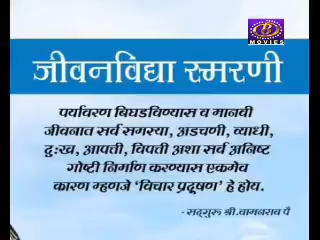 B
MOVIES
जीवनविद्या स्मरणी
पर्यावरण बिघडविण्यास व मानवी
जीवनात सर्व समस्या, अडचणी, व्याधी,
दुःख, आपत्ती, विपत्ती अशा सर्व अनिष्ट
गोष्टी निर्माण करण्यास एकमेव
कारण म्हणजे ‘विचार प्रदूषण’ हे होय.
- सद्गुरू श्री.वामनराव पै